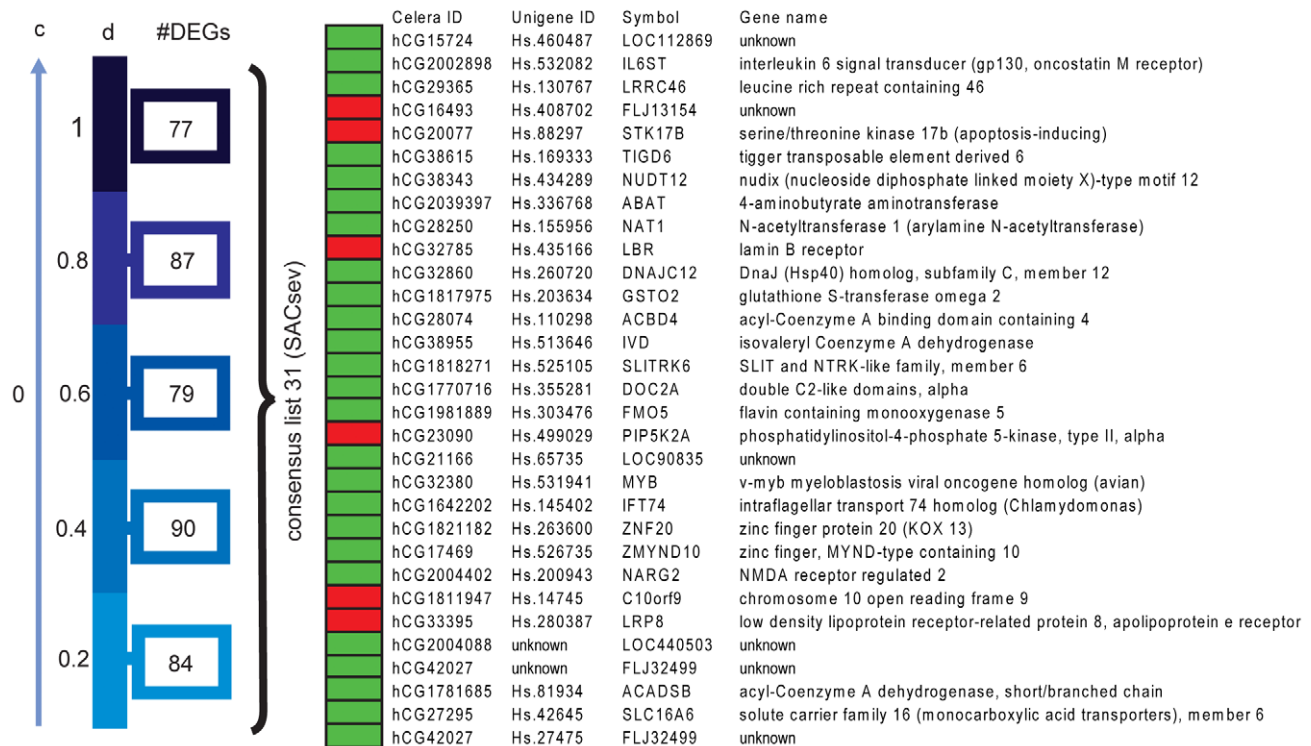 c d #DEGs
1 77
0.8 87
0 0.6 79
0.4 90
0.2 84
consensus list 31 (SACsev)
Celera ID Unigene ID Symbol Gene name
hCG15724 Hs.460487 LOC112869 unknown
hCG2002898 Hs.532082 IL6ST interleukin 6 signal transducer (gp130, oncostatin M receptor)
hCG29365 Hs.130767 LRRC46 leucine rich repeat containing 46
hCG16493 Hs.408702 FLJ13154 unknown
hCG20077 Hs.88297 STK17B serine/threonine kinase 17b (apoptosis-inducing)
hCG38615 Hs.169333 TIGD6 tigger transposable element derived 6
hCG38343 Hs.434289 NUDT12 nudix (nucleoside diphosphate linked moiety X)-type motif 12
hCG2039397 Hs.336768 ABAT 4-aminobutyrate aminotransferase
hCG28250 Hs.155956 NAT1 N-acetyltransferase 1 (arylamine N-acetyltransferase)
hCG32785 Hs.435166 LBR lamin B receptor
hCG32860 Hs.260720 DNAJC12 DnaJ (Hsp40) homolog, subfamily C, member 12
hCG1817975 Hs.203634 GSTO2 glutathione S-transferase omega 2
hCG28074 Hs.110298 ACBD4 acyl-Coenzyme A binding domain containing 4
hCG38955 Hs.513646 IVD isovaleryl Coenzyme A dehydrogenase
hCG1818271 Hs.525105 SLITRK6 SLIT and NTRK-like family, member 6
hCG1770716 Hs.355281 DOC2A double C2-like domains, alpha
hCG1981889 Hs.303476 FMO5 flavin containing monooxygenase 5
hCG23090 Hs.499029 PIP5K2A phosphatidylinositol-4-phosphate 5-kinase, type II, alpha
hCG21166 Hs.65735 LOC90835 unknown
hCG32380 Hs.531941 MYB v-myb myeloblastosis viral oncogene homolog (avian)
hCG1642202 Hs.145402 IFT74 intraflagellar transport 74 homolog (Chlamydomonas)
hCG1821182 Hs.263600 ZNF20 zinc finger protein 20 (KOX 13)
hCG17469 Hs.526735 ZMYND10 zinc finger, MYND-type containing 10
hCG2004402 Hs.200943 NARG2 NMDA receptor regulated 2
hCG1811947 Hs.14745 C10orf9 chromosome 10 open reading frame 9
hCG33395 Hs.280387 LRP8 low density lipoprotein receptor-related protein 8, apolipoprotein e receptor
hCG2004088 unknown LOC440503 unknown
hCG42027 unknown FLJ32499 unknown
hCG1781685 Hs.81934 ACADSB acyl-Coenzyme A dehydrogenase, short/branched chain
hCG27295 Hs.42645 SLC16A6 solute carrier family 16 (monocarboxylic acid transporters), member 6
hCG42027 Hs.27475 FLJ32499 unknown